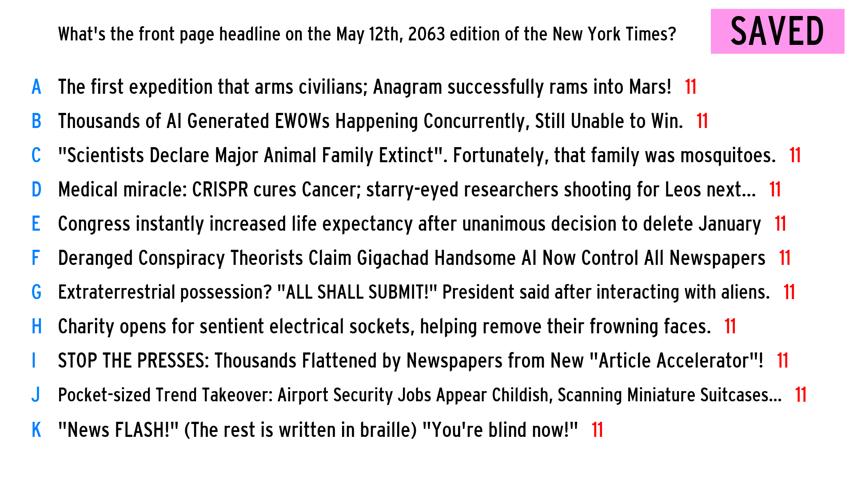 What's the front page headline on the May 12th, 2063 edition of the New York Times?
SAVED
A The first expedition that arms civilians; Anagram successfully rams into Mars! 11
B Thousands of AI Generated EWOWs Happening Concurrently, Still Unable to Win. 11
C "Scientists Declare Major Animal Family Extinct". Fortunately, that family was mosquitoes. 11
D Medical miracle: CRISPR cures Cancer; starry-eyed researchers shooting for Leos next... 11
E Congress instantly increased life expectancy after unanimous decision to delete January 11
F Deranged Conspiracy Theorists Claim Gigachad Handsome AI Now Control All Newspapers 11
G Extraterrestrial possession? "ALL SHALL SUBMIT!" President said after interacting with aliens. 11
H Charity opens for sentient electrical sockets, helping remove their frowning faces. 11
I STOP THE PRESSES: Thousands Flattened by Newspapers from New "Article Accelerator"! 11
J Pocket-sized Trend Takeover: Airport Security Jobs Appear Childish, Scanning Miniature Suitcases... 11
K "News FLASH!" (The rest is written in braille) "You're blind now!" 11